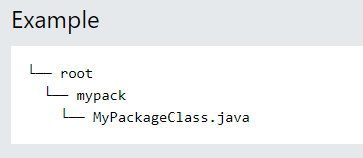 Example
└── root
  └── mypack
    └── MyPackageClass.java